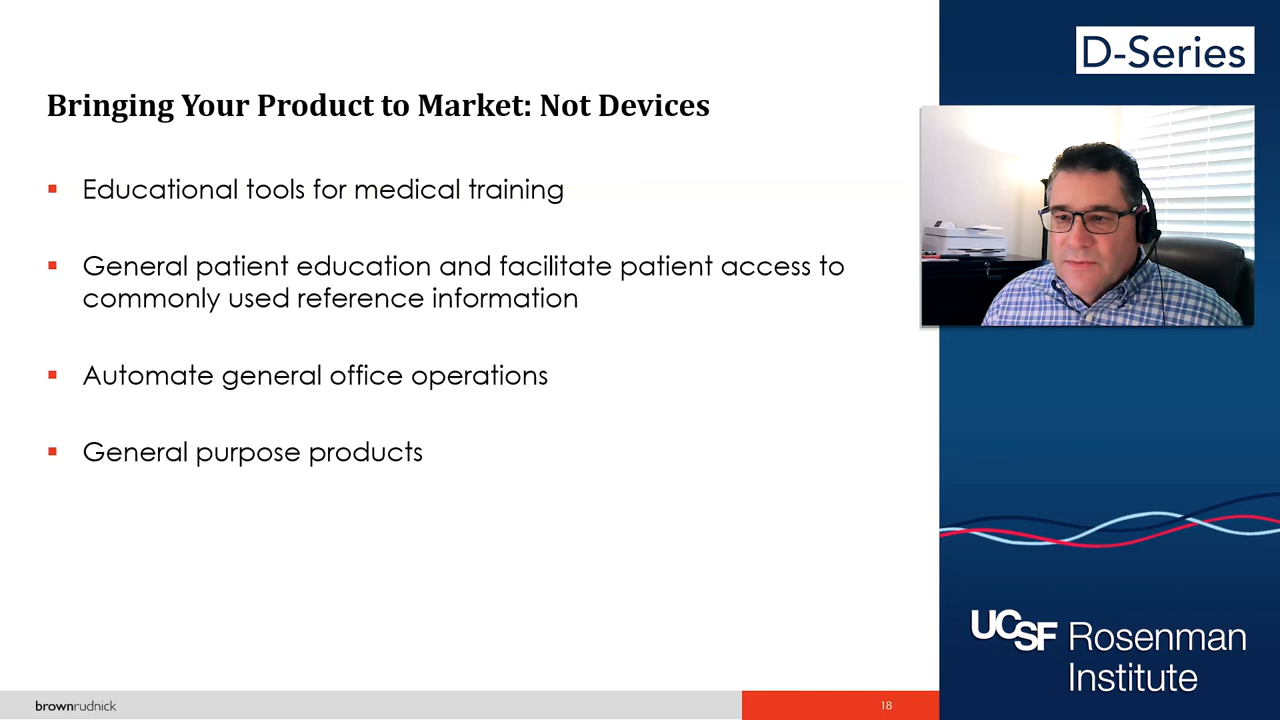 D-Series
Bringing Your Product to Market: Not Devices
Educational tools for medical training
General patient education and facilitate patient access to
commonly used reference information
Automate general office operations
General purpose products
UCSF Rosenman
Institute
brownrudnick
18